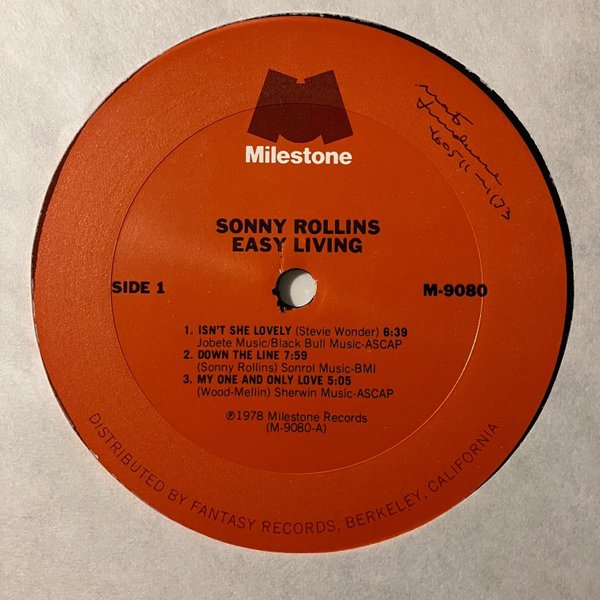 Milestone
SONNY ROLLINS
EASY LIVING
SIDE 1
M-9080
1. ISN'T SHE LOVELY (Stevie Wonder) 6:39
Jobete Music/Black Bull Music-ASCAP
2. DOWN THE LINE 7:59
(Sonny Rollins) Sonrol Music-BMI
3. MY ONE AND ONLY LOVE 5:05
(Wood-Mellin) Sherwin Music-ASCAP
℗1978 Milestone Records
(M-9080-A)
DISTRIBUTED BY FANTASY RECORDS, BERKELEY, CALIFORNIA